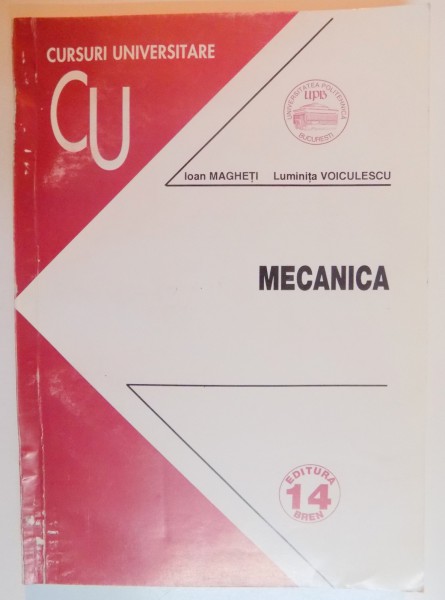 CURSURI UNIVERSITARE
CU
UNIVERSITATEA POLITEHNICA
UPB
BUCUREȘTI
Ioan MAGHEȚI Luminița VOICULESCU
MECANICA
EDITURA
14
BREN